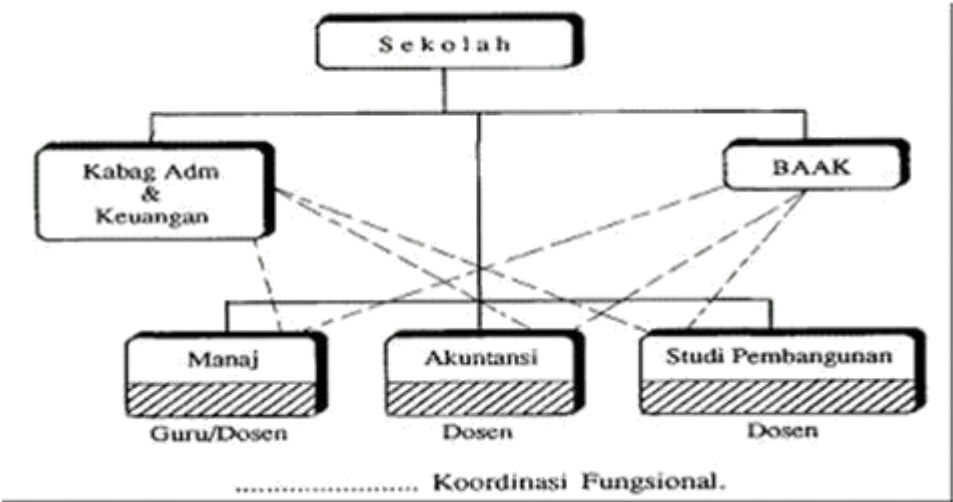 Sekolah
Kabag Adm
&
Keuangan
BAAK
Manaj
Akuntansi
Studi Pembangunan
Guru/Dosen
Dosen
Dosen
..................... Koordinasi Fungsional.